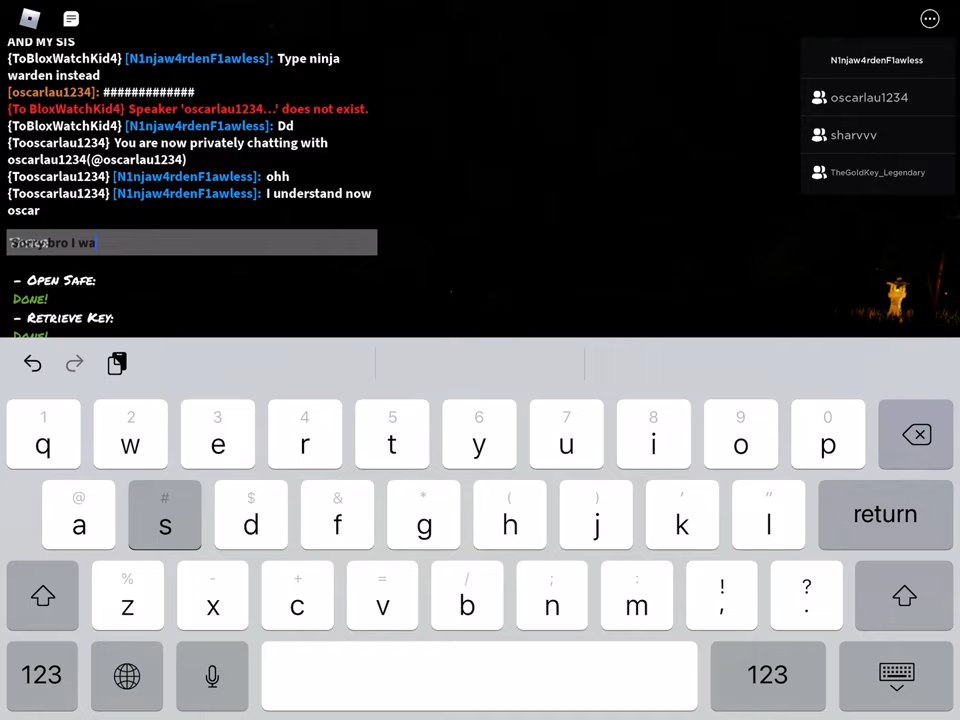 AND MY SIS
{ToBloxWatchKid4} [N1njaw4rdenF1awless]: Type ninja
warden instead
[oscarlau1234]: #############
{To BloxWatchKid4} Speaker 'oscarlau1234...' does not exist.
{ToBloxWatchKid4} [N1njaw4rdenF1awless]: Dd
{Tooscarlau1234} You are now privately chatting with
oscarlau1234(@oscarlau1234)
{Tooscarlau1234} [N1njaw4rdenF1awless]: ohh
{Tooscarlau1234} [N1njaw4rdenF1awless]: I understand now
oscar
bro I wa
- Open Safe:
Done!
- Retrieve Key:
Done!
N1njaw4rdenF1awless
oscarlau1234
sharvvv
TheGoldKey_Legendary
1 2 3 4 5 6 7 8 9 0
q w e r t y u i o p
@ # $ & * ( ) ' "
a s d f g h j k l return
% - + = / ; : ! ?
z x c v b n m , .
123 123